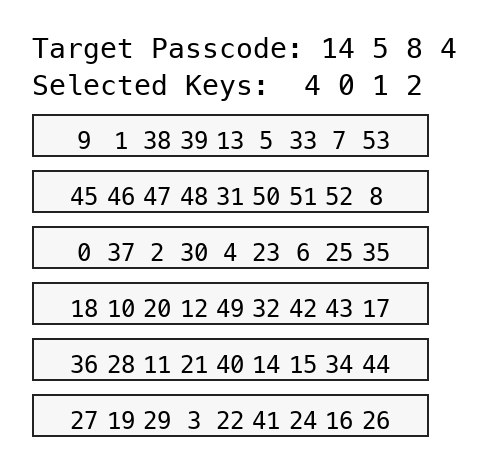 Target Passcode: 14 5 8 4
Selected Keys: 4 0 1 2
9 1 38 39 13 5 33 7 53
45 46 47 48 31 50 51 52 8
0 37 2 30 4 23 6 25 35
18 10 20 12 49 32 42 43 17
36 28 11 21 40 14 15 34 44
27 19 29 3 22 41 24 16 26